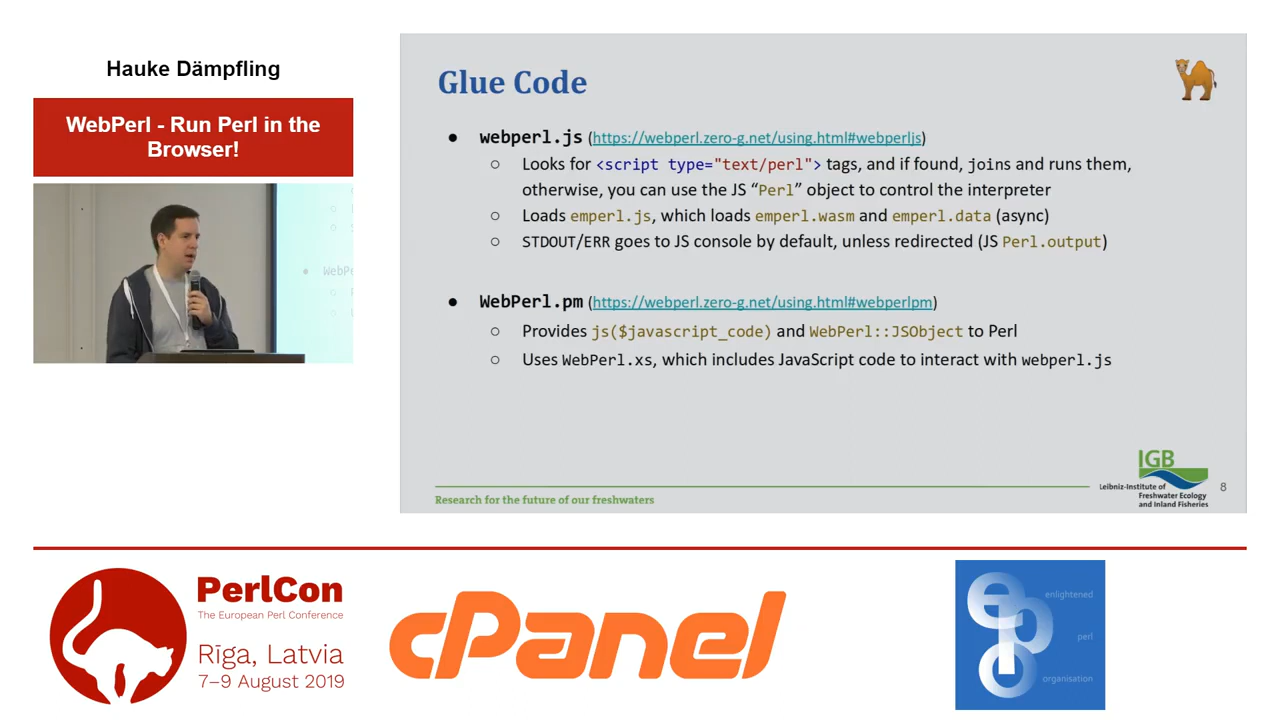 Hauke Dämpfling
WebPerl - Run Perl in the
Browser!
WebPe
Glue Code
● webperl.js (https://webperl.zero-g.net/using.html#webperljs)
○ Looks for <script type="text/perl"> tags, and if found, joins and runs them,
otherwise, you can use the JS “Perl” object to control the interpreter
○ Loads emperl.js, which loads emperl.wasm and emperl.data (async)
○ STDOUT/ERR goes to JS console by default, unless redirected (JS Perl.output)
● WebPerl.pm (https://webperl.zero-g.net/using.html#webperlpm)
○ Provides js($javascript_code) and WebPerl::JSObject to Perl
○ Uses WebPerl.xs, which includes JavaScript code to interact with webperl.js
Research for the future of our freshwaters
IGB
Leibniz-Institute of
Freshwater Ecology
and Inland Fisheries
8
PerlCon
The European Perl Conference
Rīga, Latvia
7–9 August 2019
cPanel
epo
enlightened
perl
organisation